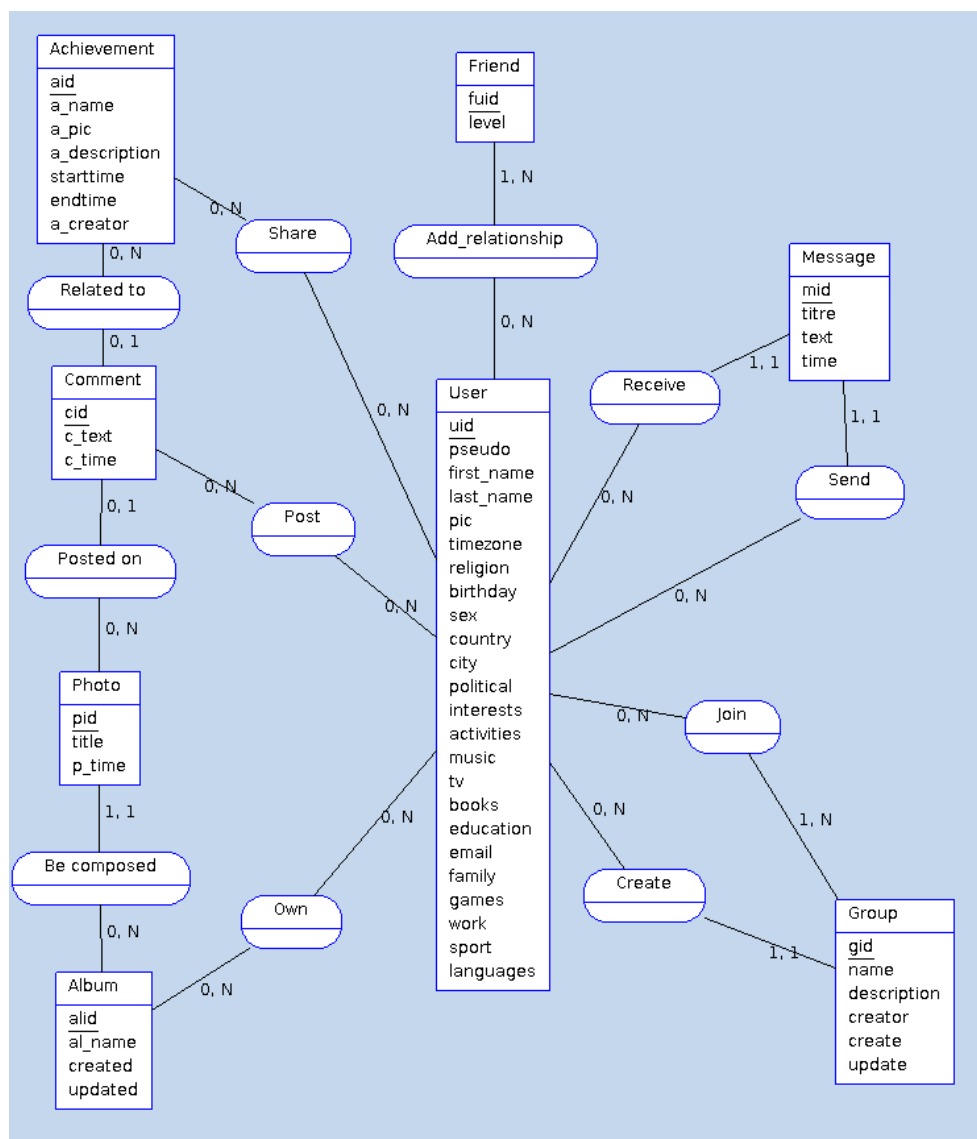 Achievement
aid
a_name
a_pic
a_description
starttime
endtime
a_creator
Friend
fuid
level
0, N
1, N
Share
Add_relationship
0, N
Related to
0, 1
0, N
0, N
Message
mid
titre
text
time
1, 1
Receive
1, 1
Send
0, N
0, N
Comment
cid
c_text
c_time
0, N
Post
0, N
0, 1
Posted on
0, N
User
uid
pseudo
first_name
last_name
pic
timezone
religion
birthday
sex
country
city
political
interests
activities
music
tv
books
education
email
family
games
work
sport
languages
Photo
pid
title
p_time
1, 1
Be composed
0, N
0, N
Own
0, N
Album
alid
al_name
created
updated
0, N
Join
1, N
0, N
Create
1, 1
Group
gid
name
description
creator
create
update